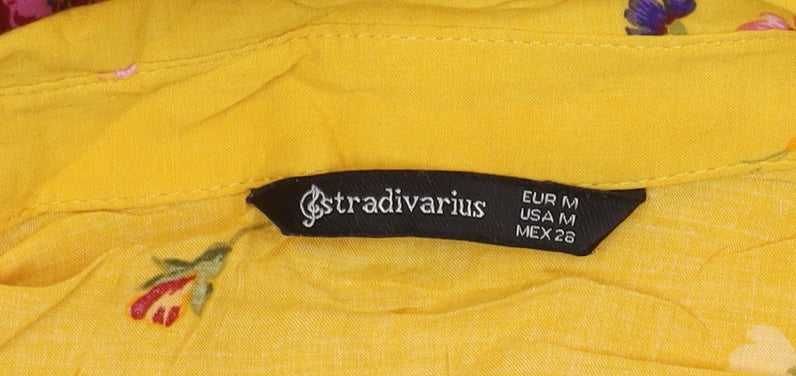 stradivarius
EUR M
USA M
MEX 28